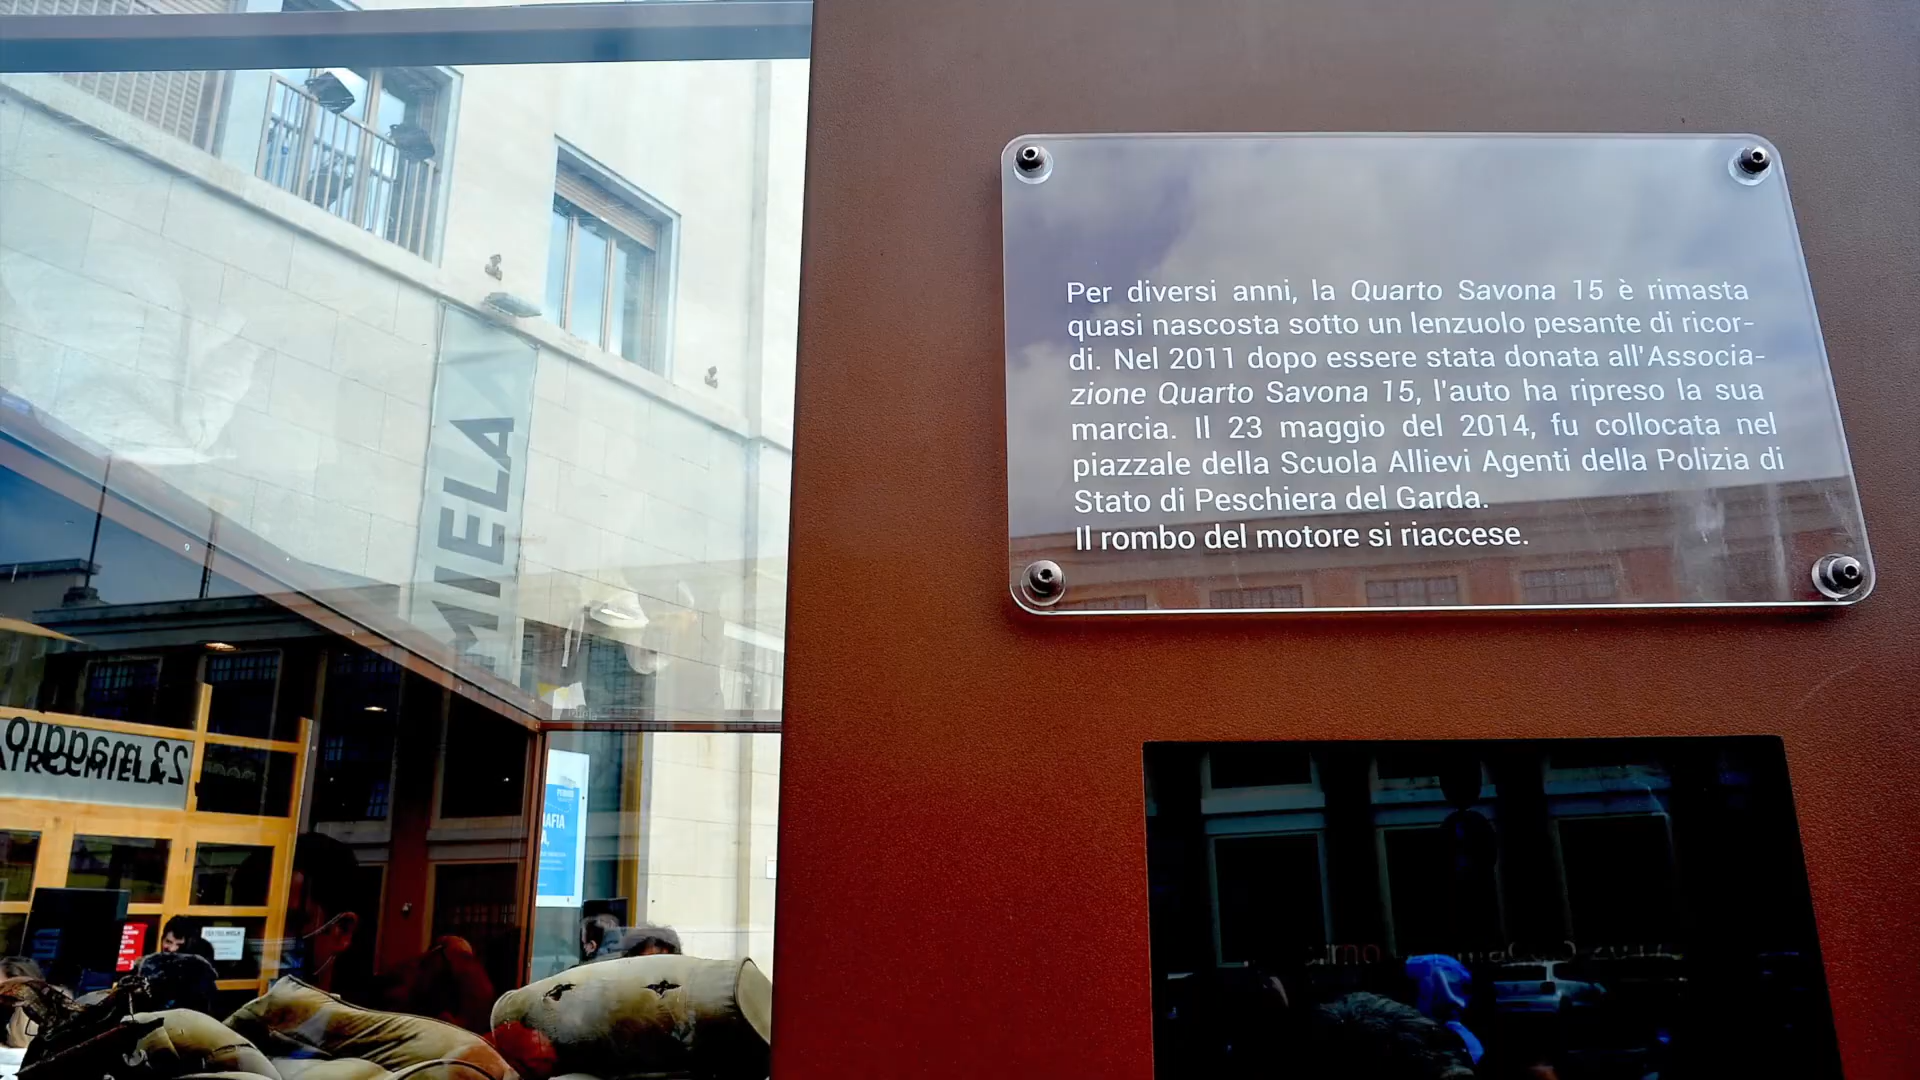 Per diversi anni, la Quarto Savona 15 è rimasta
quasi nascosta sotto un lenzuolo pesante di ricor-
di. Nel 2011 dopo essere stata donata all'Associa-
zione Quarto Savona 15, l'auto ha ripreso la sua
marcia. Il 23 maggio del 2014, fu collocata nel
piazzale della Scuola Allievi Agenti della Polizia di
Stato di Peschiera del Garda.
Il rombo del motore si riaccese.
MIELA
23 maggio